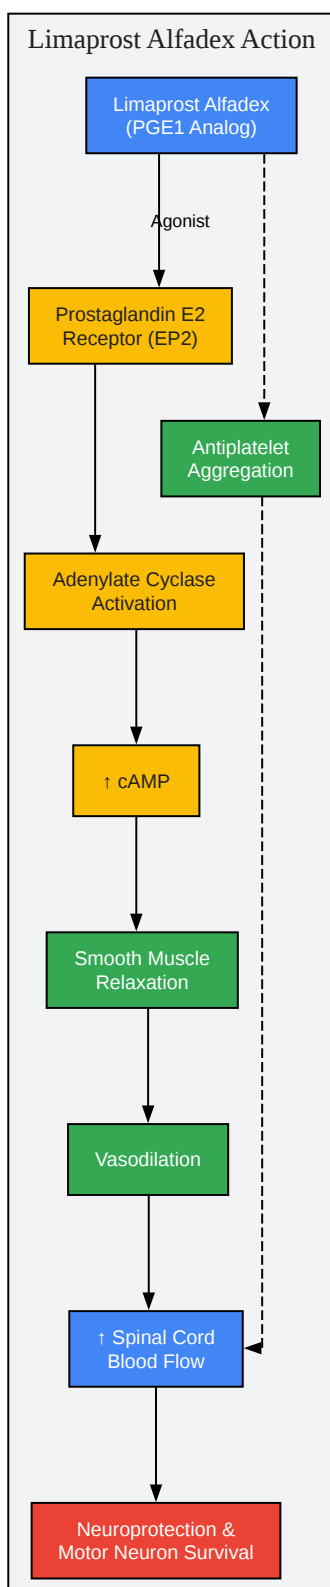 Limaprost Alfadex Action
Limaprost Alfadex
(PGE1 Analog)
Agonist
Prostaglandin E2
Receptor (EP2)
Antiplatelet
Aggregation
Adenylate Cyclase
Activation
↑ cAMP
Smooth Muscle
Relaxation
Vasodilation
↑ Spinal Cord
Blood Flow
Neuroprotection &
Motor Neuron Survival